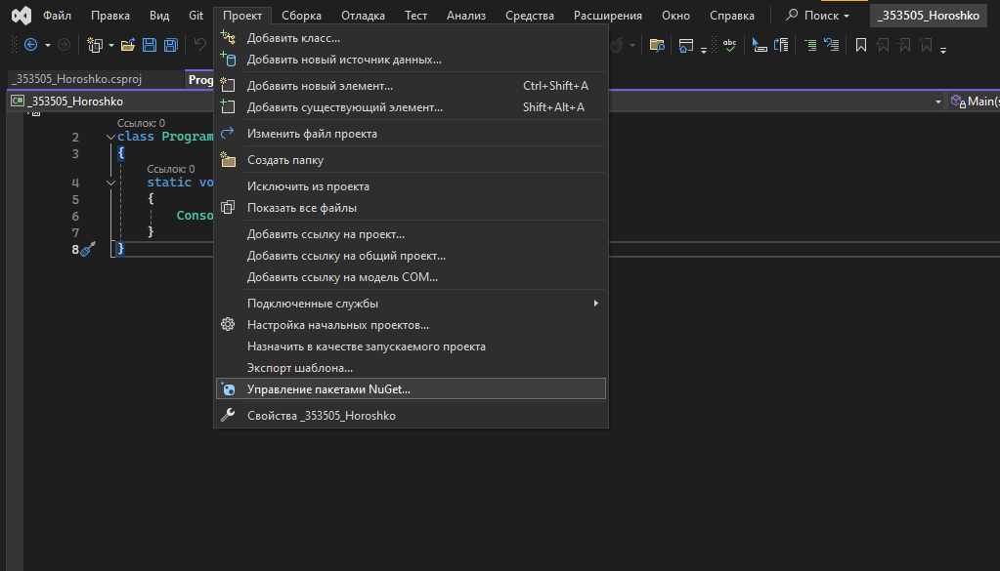 Файл Правка Вид Git Проект Сборка Отладка Тест Анализ Средства Расширения Окно Справка Поиск _353505_Horoshko
_353505_Horoshko.csproj Prog
C# _353505_Horoshko Main(s
Добавить класс...
Добавить новый источник данных...
Добавить новый элемент... Ctrl+Shift+A
Добавить существующий элемент... Shift+Alt+A
Изменить файл проекта
Создать папку
Исключить из проекта
Показать все файлы
Добавить ссылку на проект...
Добавить ссылку на общий проект...
Добавить ссылку на модель COM...
Подключенные службы
Настройка начальных проектов...
Назначить в качестве запускаемого проекта
Экспорт шаблона...
Управление пакетами NuGet...
Свойства _353505_Horoshko
Ссылок: 0
2 class Program
3 {
Ссылок: 0
4 static vo
5 {
6 Conso
7 }
8 }
abc